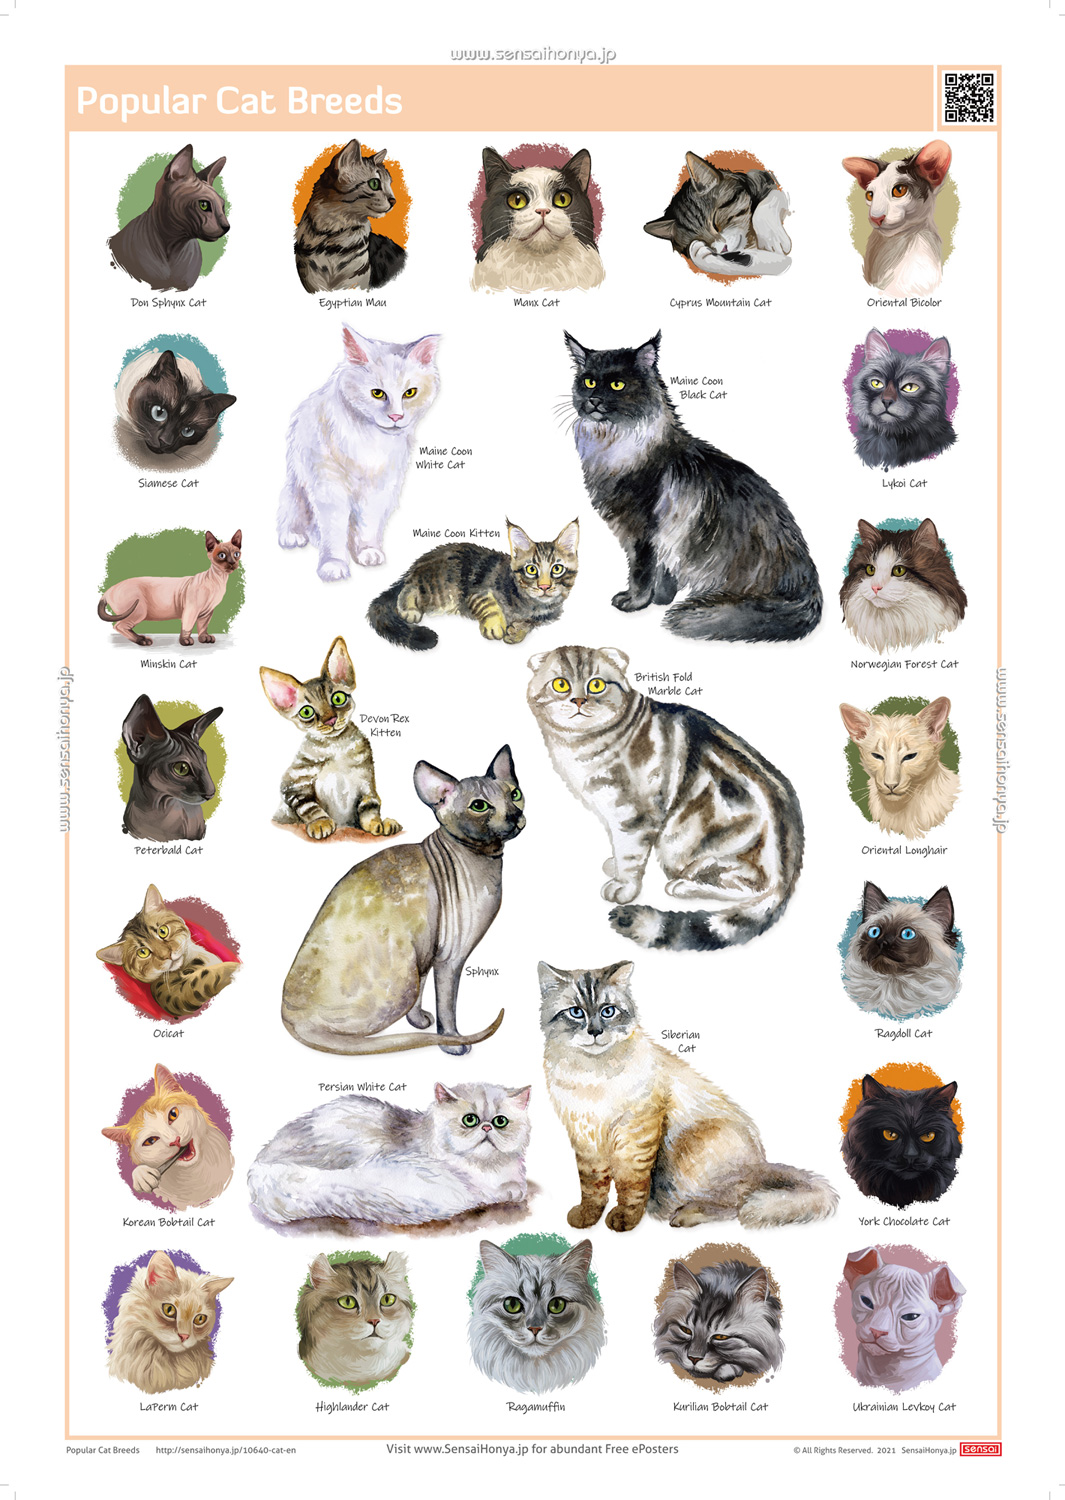 www.sensaihonya.jp
Popular Cat Breeds
Don Sphynx Cat
Egyptian Mau
Manx Cat
Cyprus Mountain Cat
Oriental Bicolor
Siamese Cat
Maine Coon
White Cat
Maine Coon
Black Cat
Lykoi Cat
Maine Coon Kitten
Minskin Cat
Norwegian Forest Cat
www.sensaihonya.jp
www.sensaihonya.jp
Devon Rex
Kitten
British Fold
Marble Cat
Peterbald Cat
Oriental Longhair
Sphynx
Ocicat
Siberian
Cat
Ragdoll Cat
Persian White Cat
Korean Bobtail Cat
York Chocolate Cat
LaPerm Cat
Highlander Cat
Ragamuffin
Kurilian Bobtail Cat
Ukrainian Levkoy Cat
Popular Cat Breeds http://sensaihonya.jp/10640-cat-en
Visit www.SensaiHonya.jp for abundant Free ePosters
© All Rights Reserved. 2021 SensaiHonya.jp sensai